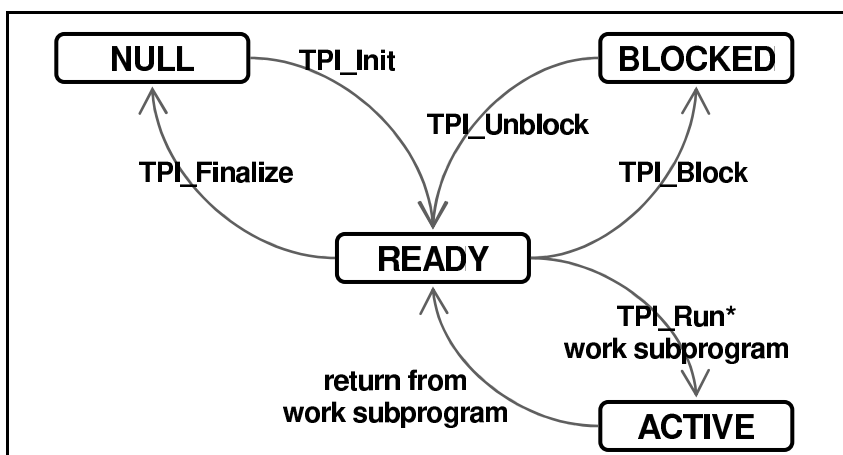 NULL
TPI_Init
BLOCKED
TPI_Unblock
TPI_Finalize
TPI_Block
READY
TPI_Run*
work subprogram
return from
work subprogram
ACTIVE